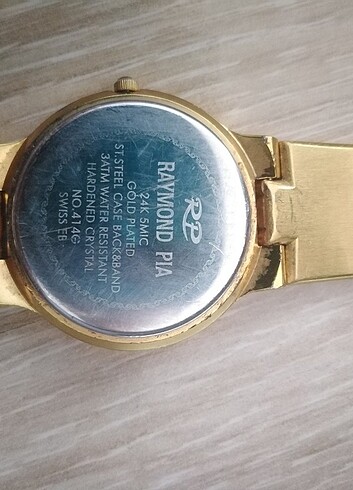 RP
RAYMOND PIA
24K 5MIC
GOLD PLATED
ST.STEEL CASE BACK&BAND
3ATM WATER RESISTANT
HARDENED CRYSTAL
NO.414G
SWISS EB